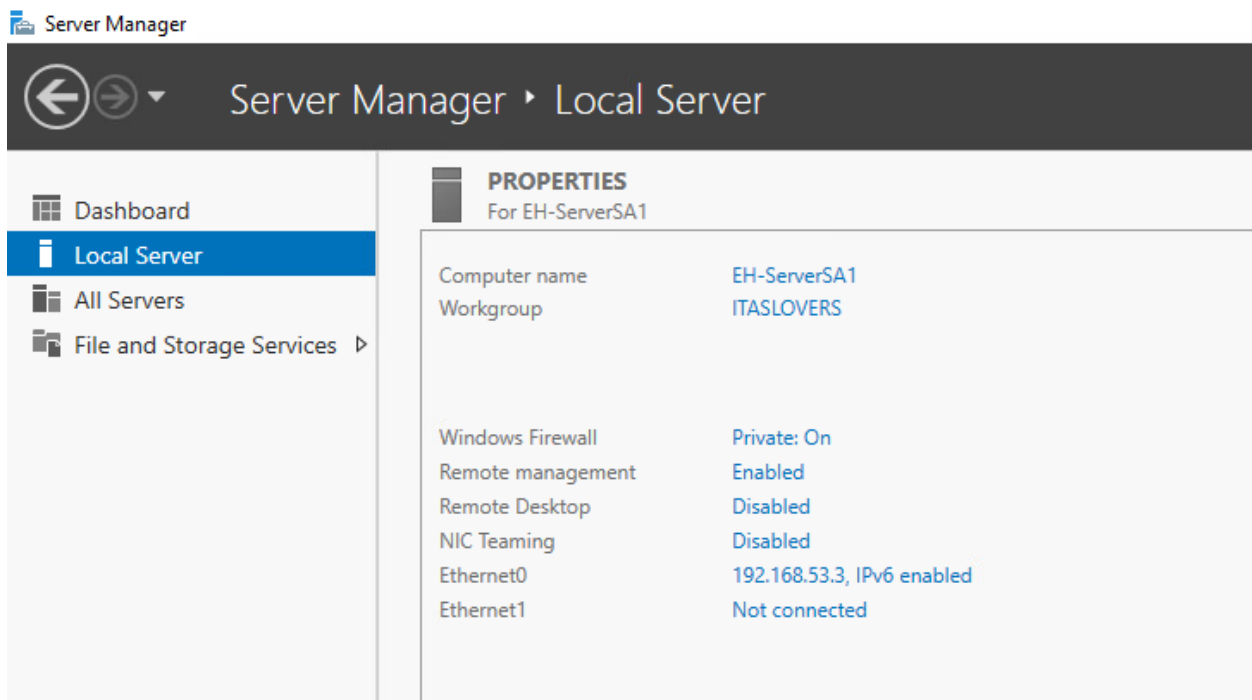 Server Manager
Server Manager ‣ Local Server
Dashboard
Local Server
All Servers
File and Storage Services
PROPERTIES
For EH-ServerSA1
Computer name EH-ServerSA1
Workgroup ITASLOVERS
Windows Firewall Private: On
Remote management Enabled
Remote Desktop Disabled
NIC Teaming Disabled
Ethernet0 192.168.53.3, IPv6 enabled
Ethernet1 Not connected